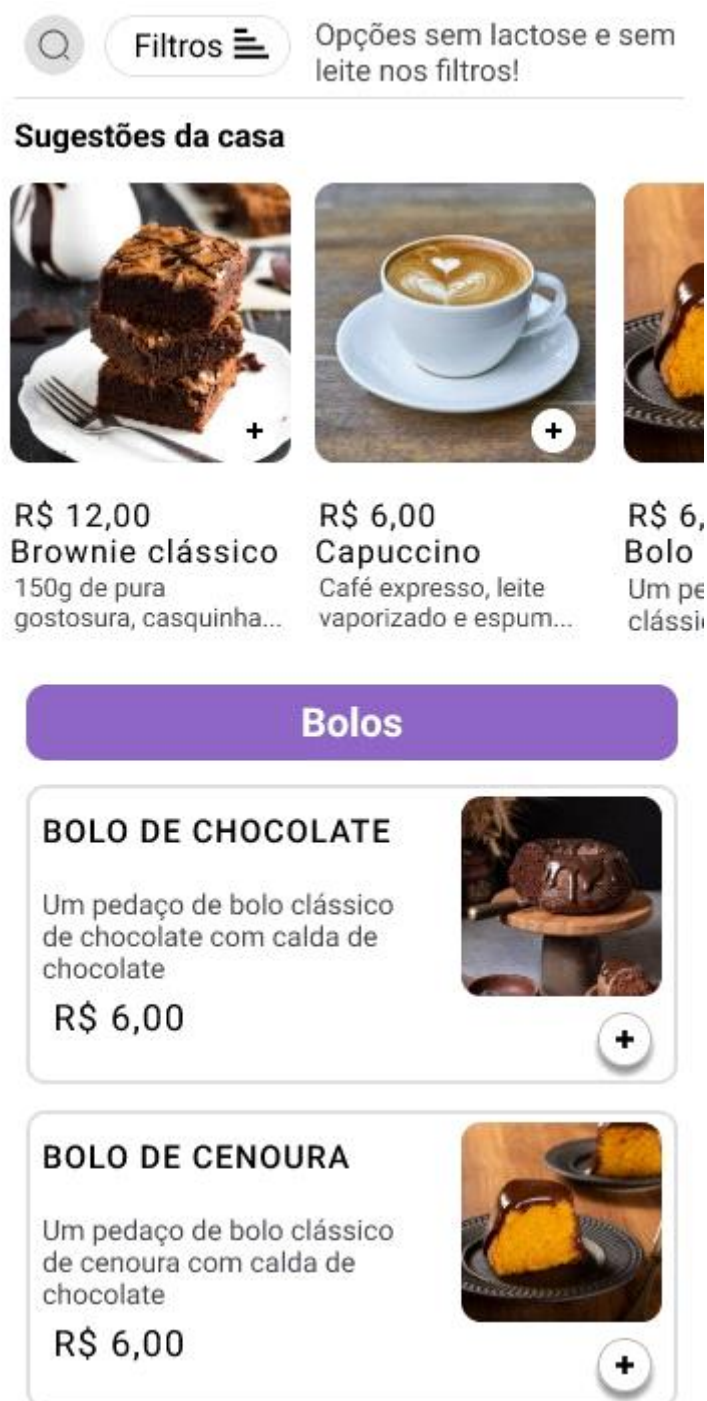 Filtros
Opções sem lactose e sem
leite nos filtros!
Sugestões da casa
R$ 12,00
Brownie clássico
150g de pura
gostosura, casquinha...
R$ 6,00
Capuccino
Café expresso, leite
vaporizado e espum...
R$ 6,
Bolo
Um
Bolos
BOLO DE CHOCOLATE
Um pedaço de bolo clássico
de chocolate com calda de
chocolate
R$ 6,00
BOLO DE CENOURA
Um pedaço de bolo clássico
de cenoura com calda de
chocolate
R$ 6,00